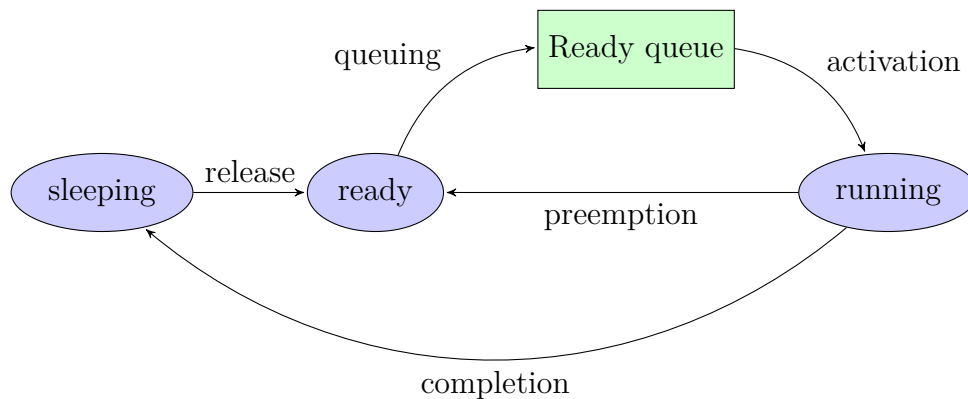 Ready queue
queuing
activation
release
sleeping
ready
running
preemption
completion